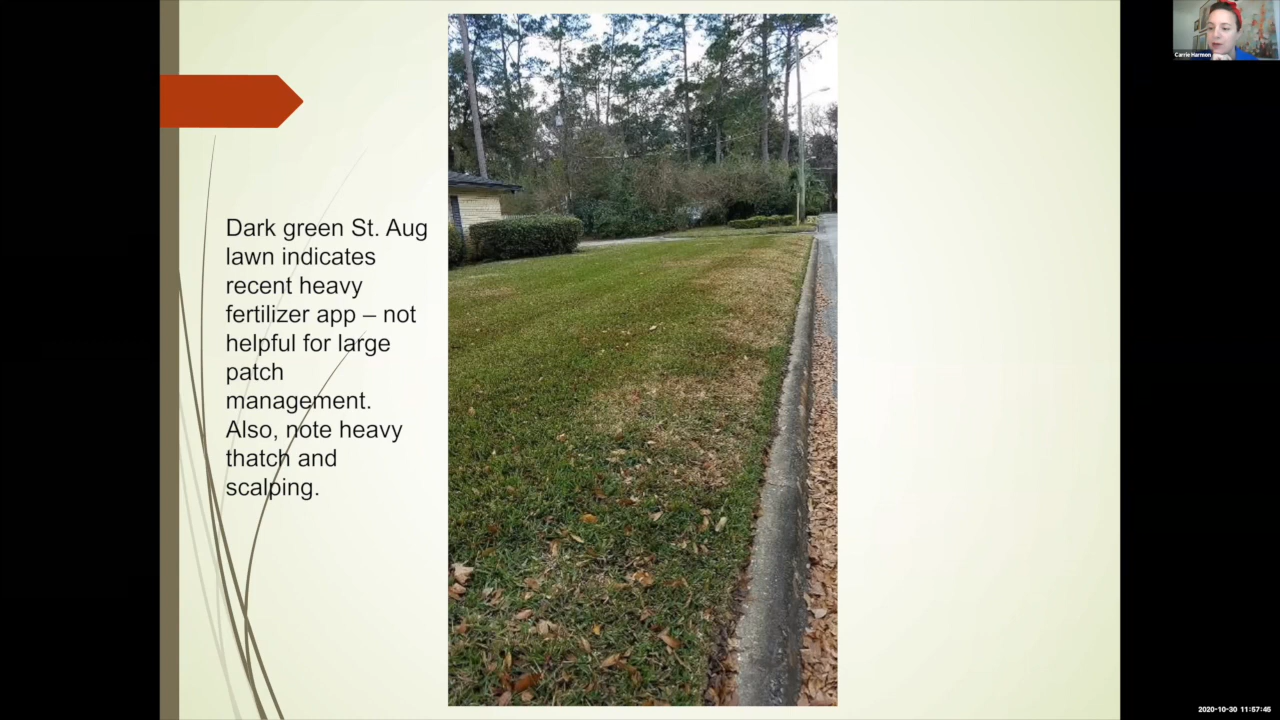 Carrie Harmon
Dark green St. Aug
lawn indicates
recent heavy
fertilizer app – not
helpful for large
patch
management.
Also, note heavy
thatch and
scalping.
2020-10-30 11:57:45